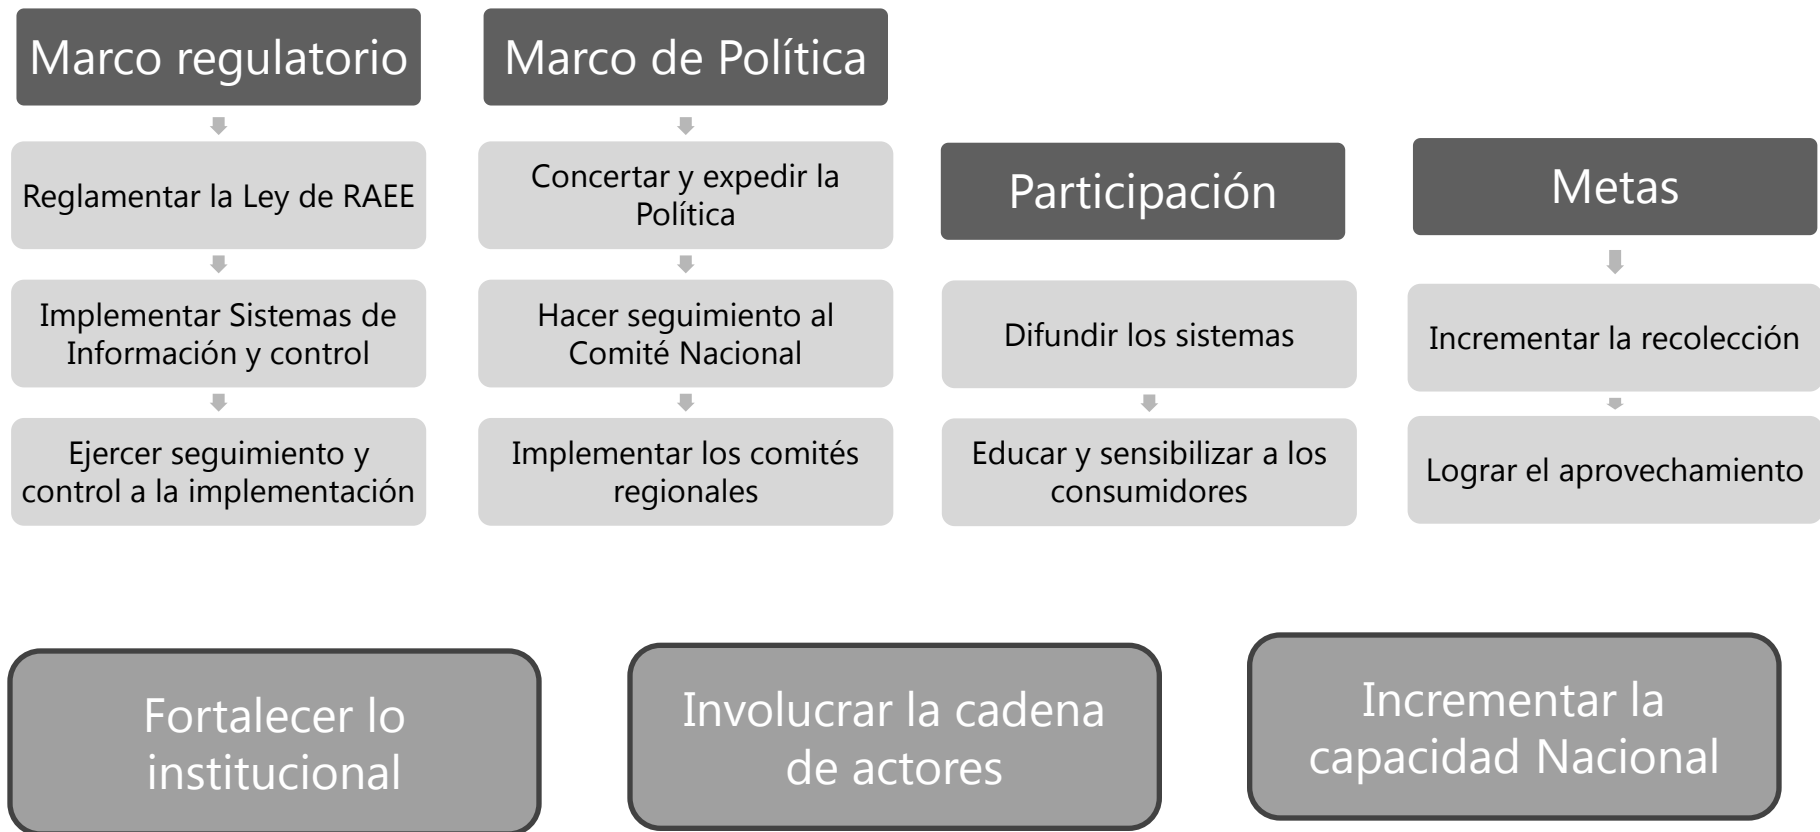 Marco regulatorio
Reglamentar la Ley de RAEE
Implementar Sistemas de
Información y control
Ejercer seguimiento y
control a la implementación
Marco de Política
Concertar y expedir la
Política
Hacer seguimiento al
Comité Nacional
Implementar los comités
regionales
Participación
Difundir los sistemas
Educar y sensibilizar a los
consumidores
Metas
Incrementar la recolección
Lograr el aprovechamiento
Fortalecer lo
institucional
Involucrar la cadena
de actores
Incrementar la
capacidad Nacional